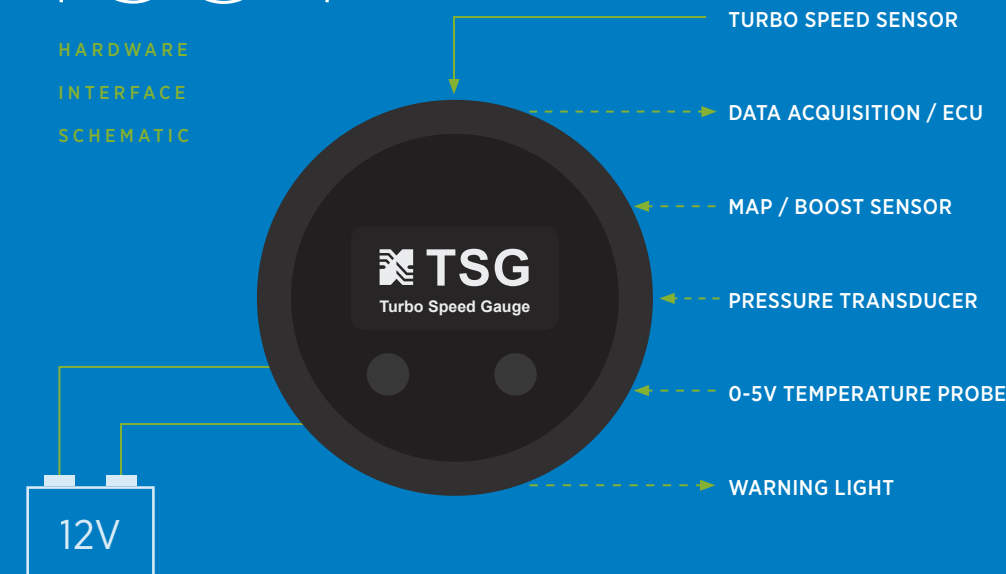 HARDWARE
INTERFACE
SCHEMATIC
TURBO SPEED SENSOR
DATA ACQUISITION / ECU
MAP / BOOST SENSOR
PRESSURE TRANSDUCER
0-5V TEMPERATURE PROBE
WARNING LIGHT
TSG
Turbo Speed Gauge
12V